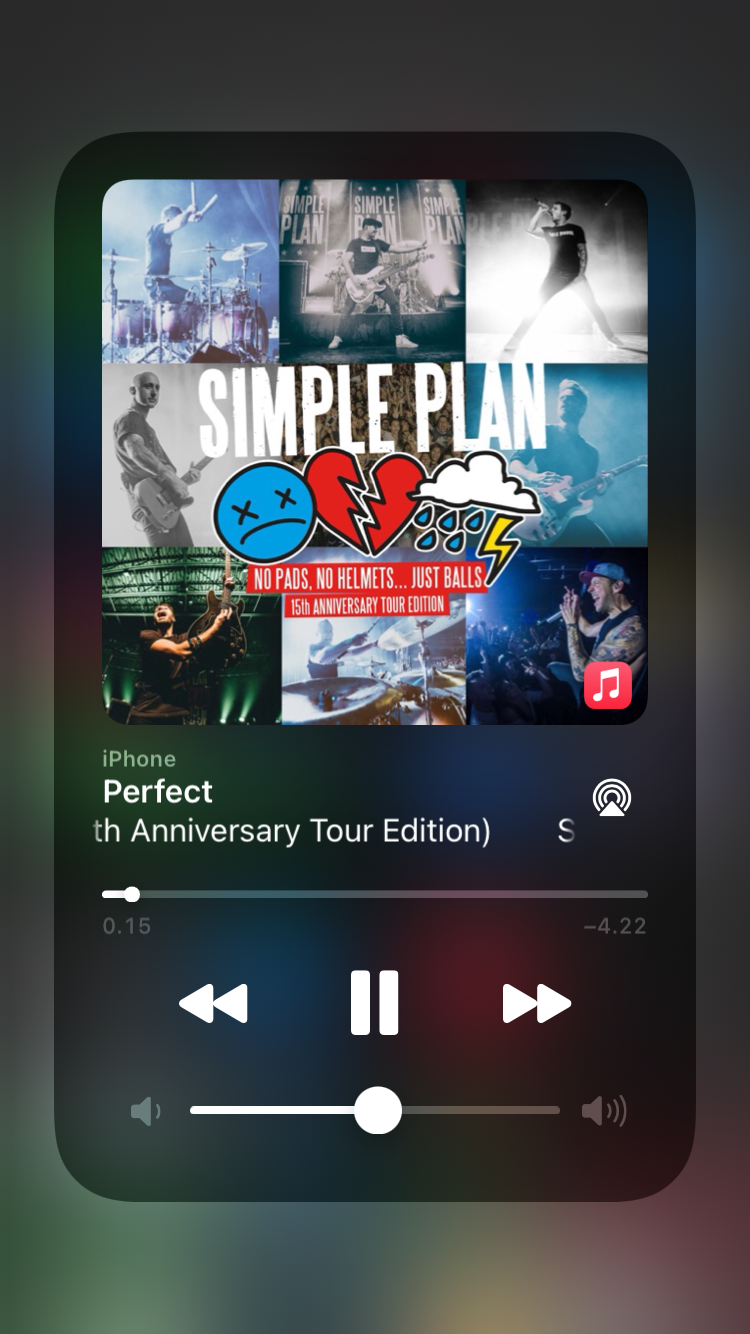 SIMPLE PLAN
SIMPLE PLAN
SIMPLE PLAN
SIMPLE PLAN
NO PADS, NO HELMETS... JUST BALLS
15th ANNIVERSARY TOUR EDITION
iPhone
Perfect
th Anniversary Tour Edition) S
0.15 –4.22